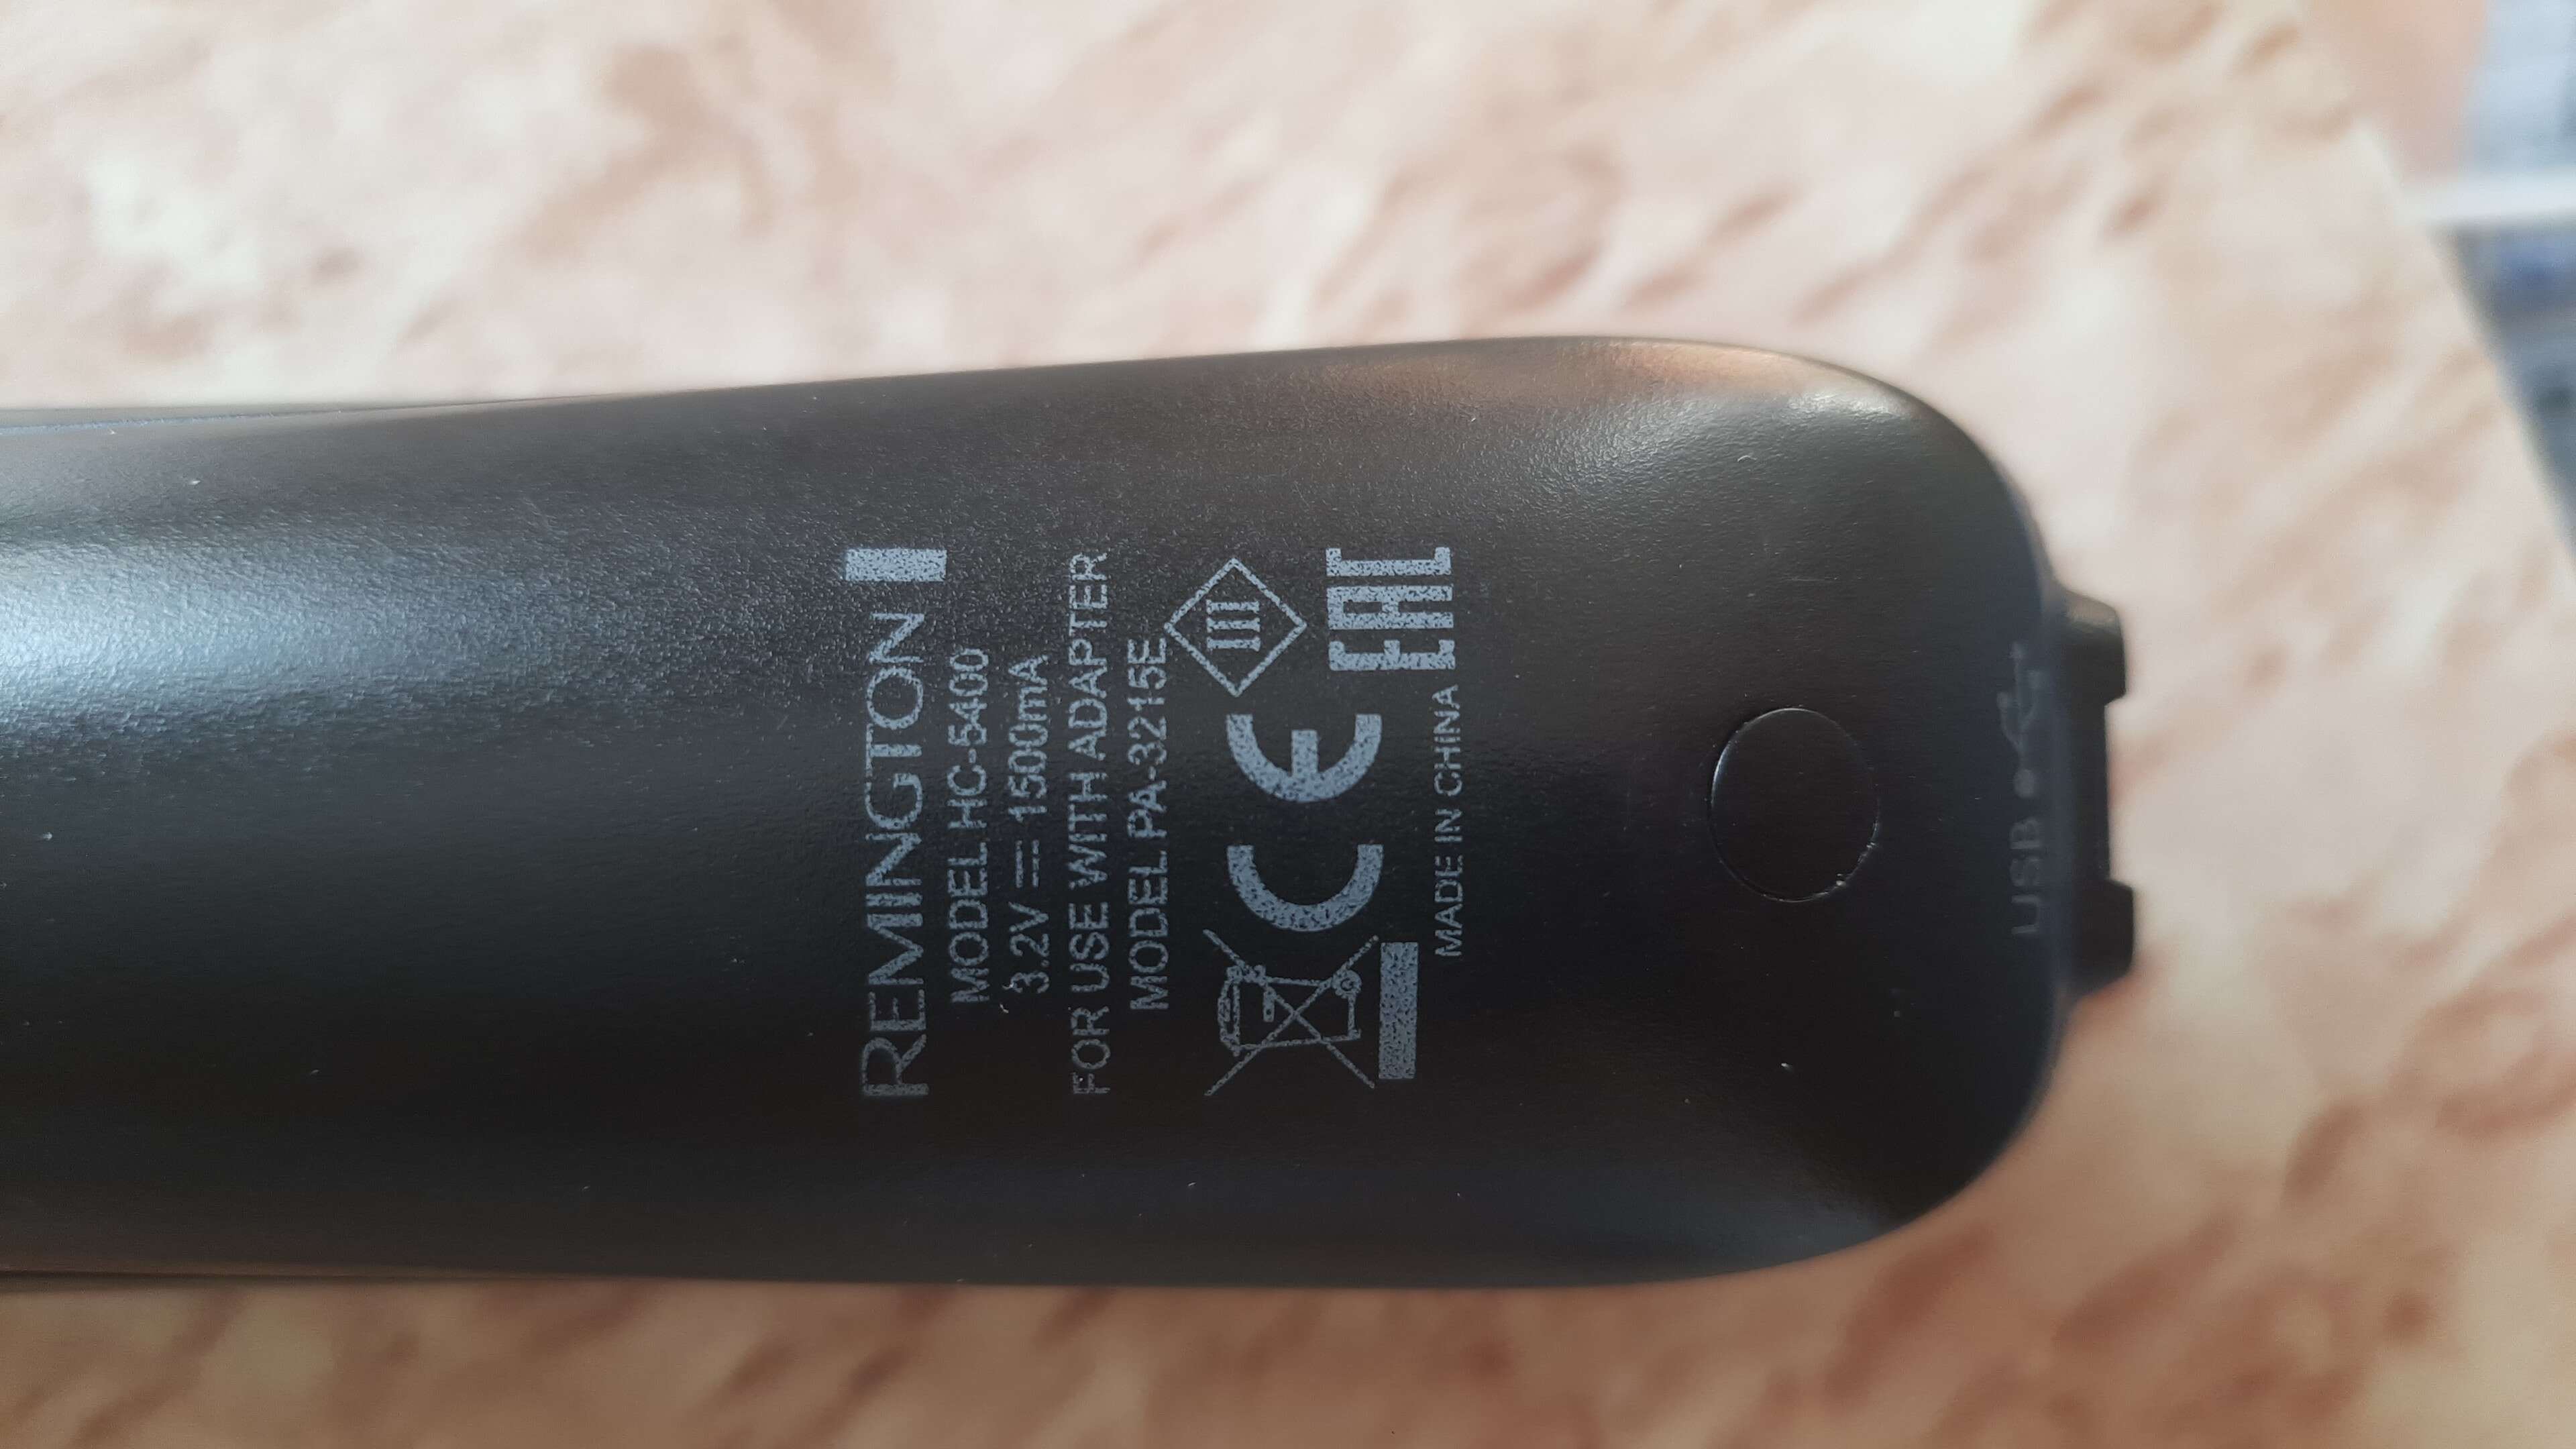 REMINGTON
MODEL HC-5400
3.2V ⎓ 1500mA
FOR USE WITH ADAPTER
MODEL PA-3215E
III
CE
EAC
MADE IN CHINA
USB